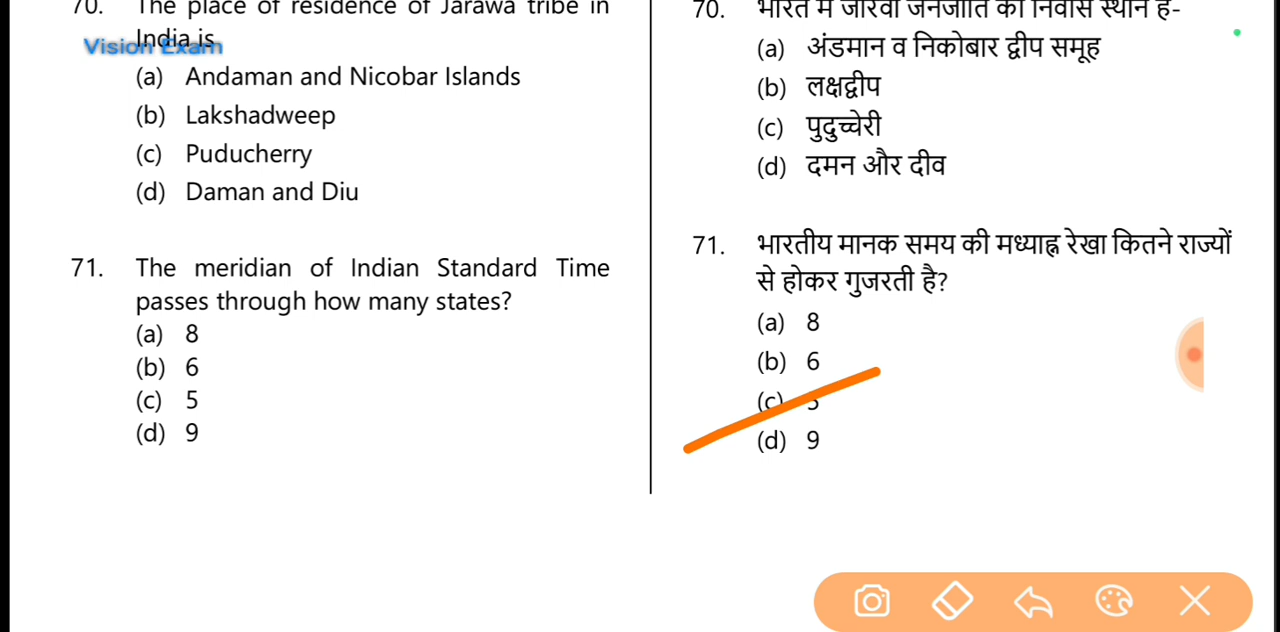 70. The place of residence of Jarawa tribe in
India is
Vision Exam
(a) Andaman and Nicobar Islands
(b) Lakshadweep
(c) Puducherry
(d) Daman and Diu
71. The meridian of Indian Standard Time
passes through how many states?
(a) 8
(b) 6
(c) 5
(d) 9
70. भारत में जारवा जनजाति का निवास स्थान है-
(a) अंडमान व निकोबार द्वीप समूह
(b) लक्षद्वीप
(c) पुदुच्चेरी
(d) दमन और दीव
71. भारतीय मानक समय की मध्याह्न रेखा कितने राज्यों
से होकर गुजरती है?
(a) 8
(b) 6
(c) 5
(d) 9